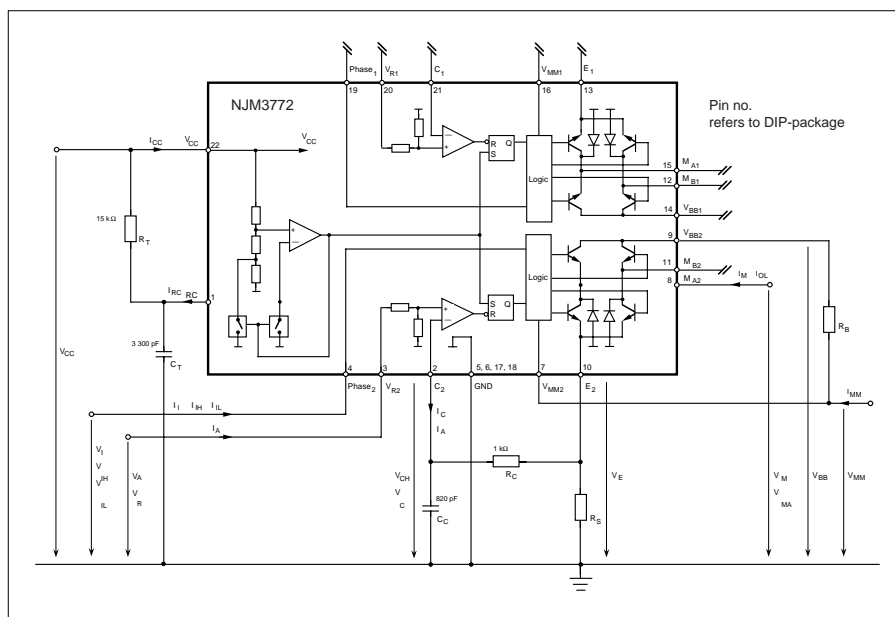 Phase1 VR1 C1 VMM1 E1
19 20 21 16 13
NJM3772
Pin no.
refers to DIP-package
ICC VCC 22 VCC
R Q
S
Logic
15 MA1
12 MB1
14 VBB1
9 VBB2
11 MB2
8 MA2
IM IOL
15 kΩ
RT
+
–
–
+
+
–
Logic
S Q
R
RB
IRC RC 1
3 300 pF
CT
VCC
4 3 2 5, 6, 17, 18 7 10
Phase2 VR2 C2 GND VMM2 E2
II IIH IIL
IA
IC
IA
IMM
1 kΩ
RC
VI
V IH
V IL
VA
V R
VCH
V C
820 pF
CC
RS
VE
VM
V MA
VBB
VMM